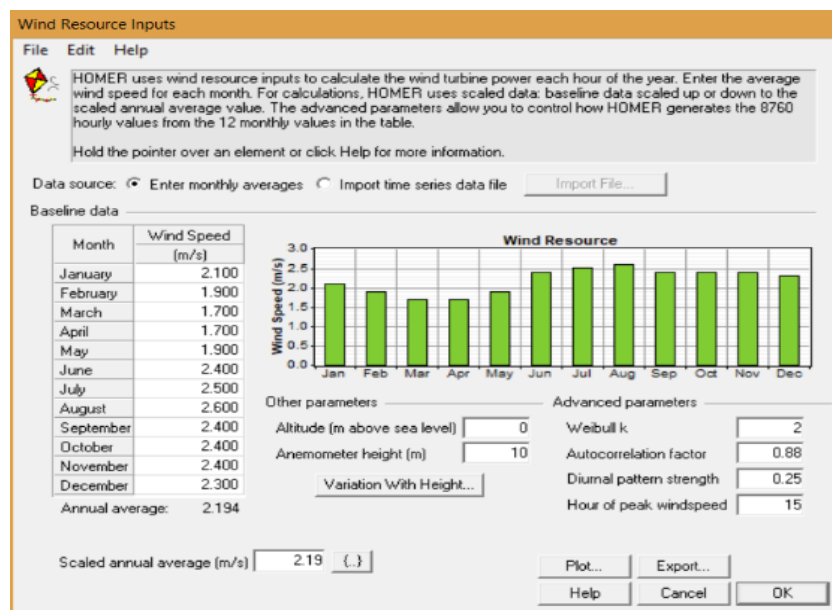 Wind Resource Inputs
File Edit Help
HOMER uses wind resource inputs to calculate the wind turbine power each hour of the year. Enter the average
wind speed for each month. For calculations, HOMER uses scaled data: baseline data scaled up or down to the
scaled annual average value. The advanced parameters allow you to control how HOMER generates the 8760
hourly values from the 12 monthly values in the table.
Hold the pointer over an element or click Help for more information.
Data source: Enter monthly averages Import time series data file Import File...
Baseline data
Month Wind Speed
(m/s)
January 2.100
February 1.900
March 1.700
April 1.700
May 1.900
June 2.400
July 2.500
August 2.600
September 2.400
October 2.400
November 2.400
December 2.300
Annual average: 2.194
Wind Resource
Wind Speed (m/s)
3.0
2.5
2.0
1.5
1.0
0.5
0.0
Jan Feb Mar Apr May Jun Jul Aug Sep Oct Nov Dec
Other parameters
Altitude (m above sea level) 0
Anemometer height (m) 10
Variation With Height...
Advanced parameters
Weibull k 2
Autocorrelation factor 0.88
Diurnal pattern strength 0.25
Hour of peak windspeed 15
Scaled annual average (m/s) 2.19 {..}
Plot... Export...
Help Cancel OK